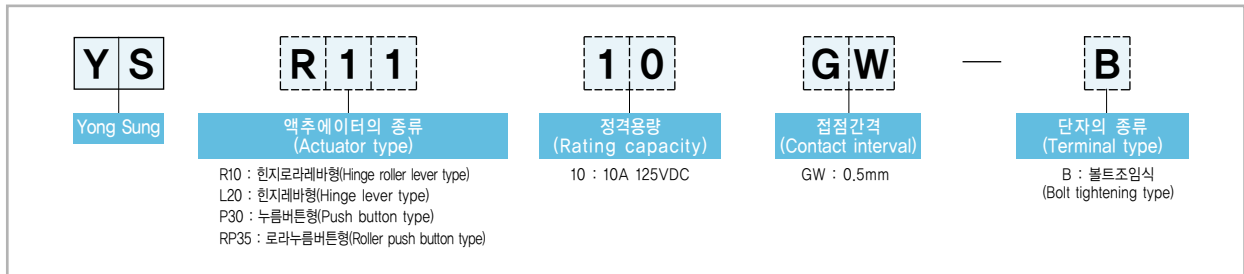 YS R11 10 GW — B
Yong Sung
액추에이터의 종류
(Actuator type)
정격용량
(Rating capacity)
접점간격
(Contact interval)
단자의 종류
(Terminal type)
R10 : 힌지로라레바형(Hinge roller lever type)
L20 : 힌지레바형(Hinge lever type)
P30 : 누름버튼형(Push button type)
RP35 : 로라누름버튼형(Roller push button type)
10 : 10A 125VDC
GW : 0.5mm
B : 볼트조임식
(Bolt tightening type)